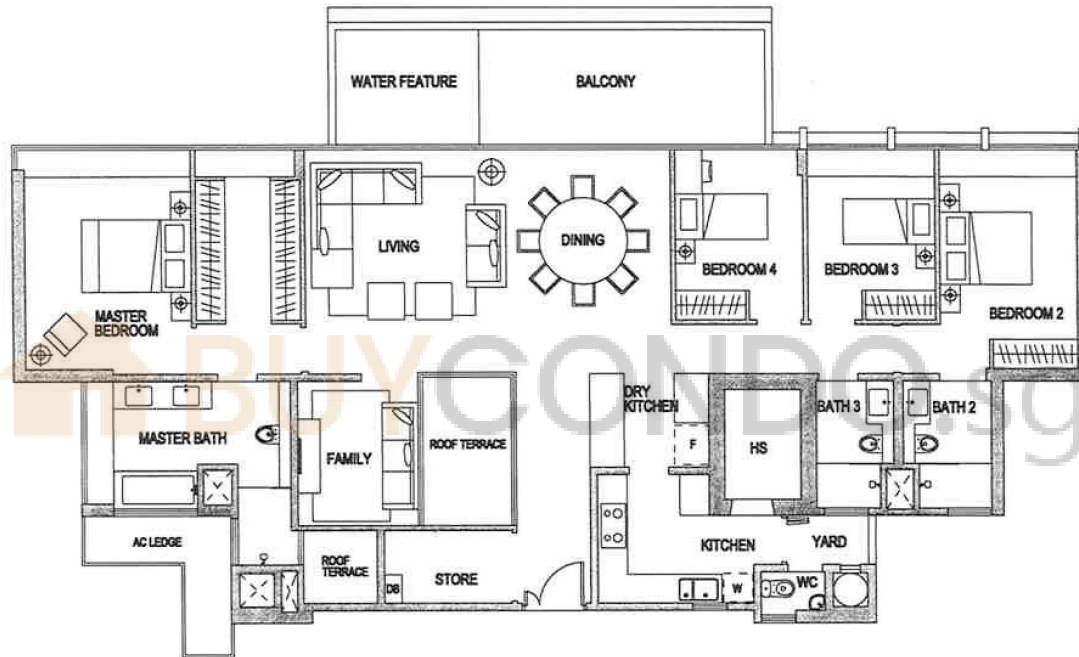 WATER FEATURE
BALCONY
LIVING
DINING
BEDROOM 4
BEDROOM 3
BEDROOM 2
MASTER
BEDROOM
BUYCONDO.sg
MASTER BATH
FAMILY
ROOF TERRACE
DRY
KITCHEN
F
HS
BATH 3
BATH 2
AC LEDGE
ROOF
TERRACE
DB
STORE
KITCHEN
YARD
W
WC